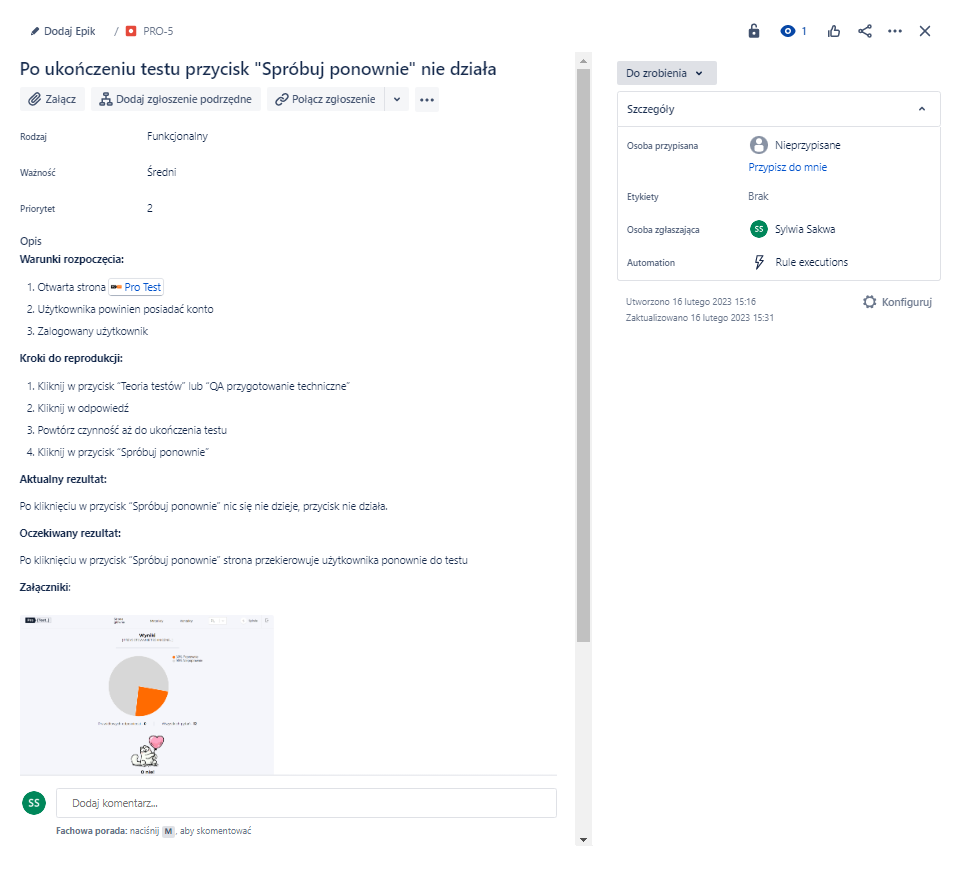 Dodaj Epik / PRO-5
1
Po ukończeniu testu przycisk "Spróbuj ponownie" nie działa
Załącz
Dodaj zgłoszenie podrzędne
Połącz zgłoszenie
Rodzaj Funkcjonalny
Ważność Średni
Priorytet 2
Opis
Warunki rozpoczęcia:
1. Otwarta strona Pro Test
2. Użytkownika powinien posiadać konto
3. Zalogowany użytkownik
Kroki do reprodukcji:
1. Kliknij w przycisk "Teoria testów" lub "QA przygotowanie techniczne"
2. Kliknij w odpowiedź
3. Powtórz czynność aż do ukończenia testu
4. Kliknij w przycisk "Spróbuj ponownie"
Aktualny rezultat:
Po kliknięciu w przycisk "Spróbuj ponownie" nic się nie dzieje, przycisk nie działa.
Oczekiwany rezultat:
Po kliknięciu w przycisk "Spróbuj ponownie" strona przekierowuje użytkownika ponownie do testu
Załączniki:
Wyniki
O nie!
SS
Dodaj komentarz...
Fachowa porada: naciśnij M, aby skomentować
Do zrobienia
Szczegóły
Osoba przypisana Nieprzypisane
Przypisz do mnie
Etykiety Brak
Osoba zgłaszająca SS Sylwia Sakwa
Automation Rule executions
Utworzono 16 lutego 2023 15:16
Zaktualizowano 16 lutego 2023 15:31
Konfiguruj